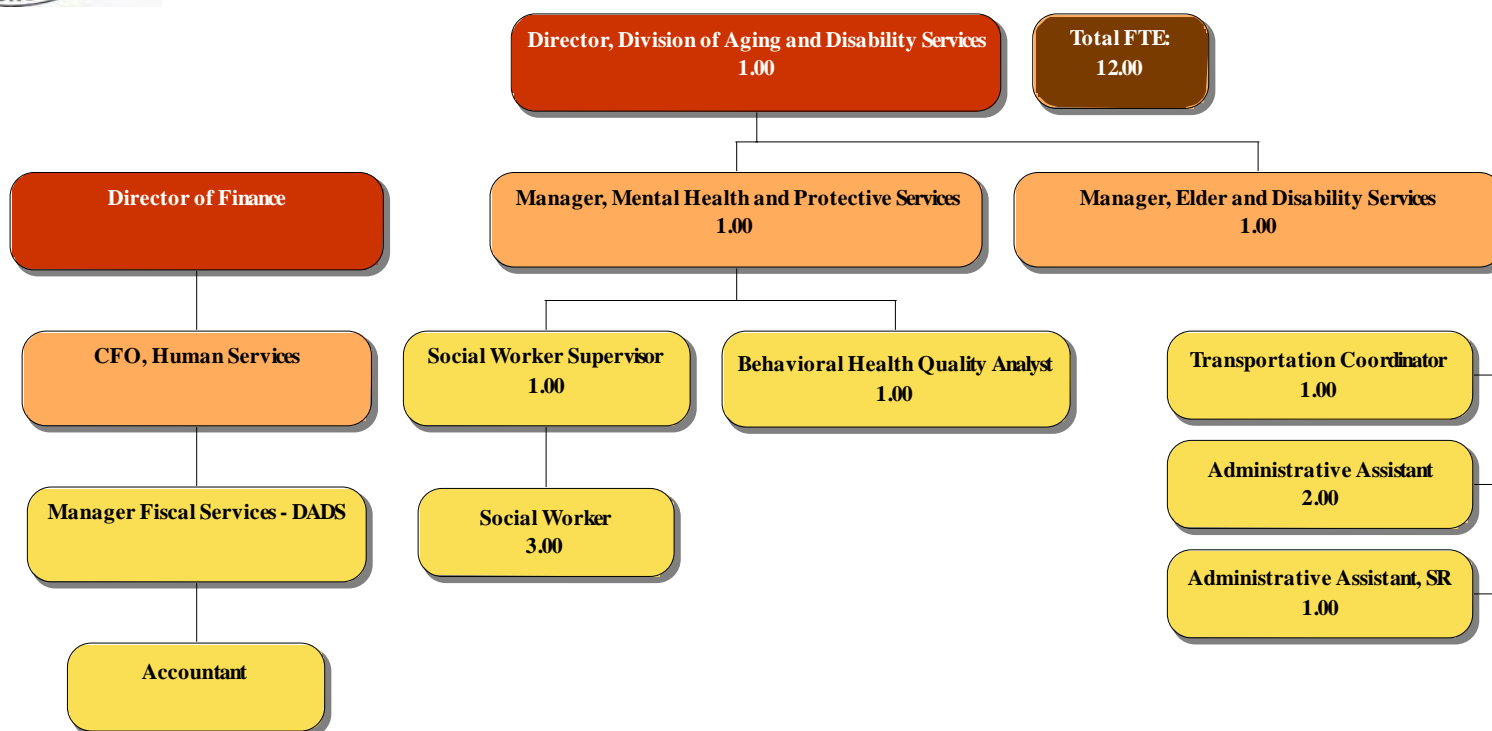 Director, Division of Aging and Disability Services
1.00
Total FTE:
12.00
Director of Finance
Manager, Mental Health and Protective Services
1.00
Manager, Elder and Disability Services
1.00
CFO, Human Services
Social Worker Supervisor
1.00
Behavioral Health Quality Analyst
1.00
Transportation Coordinator
1.00
Manager Fiscal Services - DADS
Social Worker
3.00
Administrative Assistant
2.00
Administrative Assistant, SR
1.00
Accountant